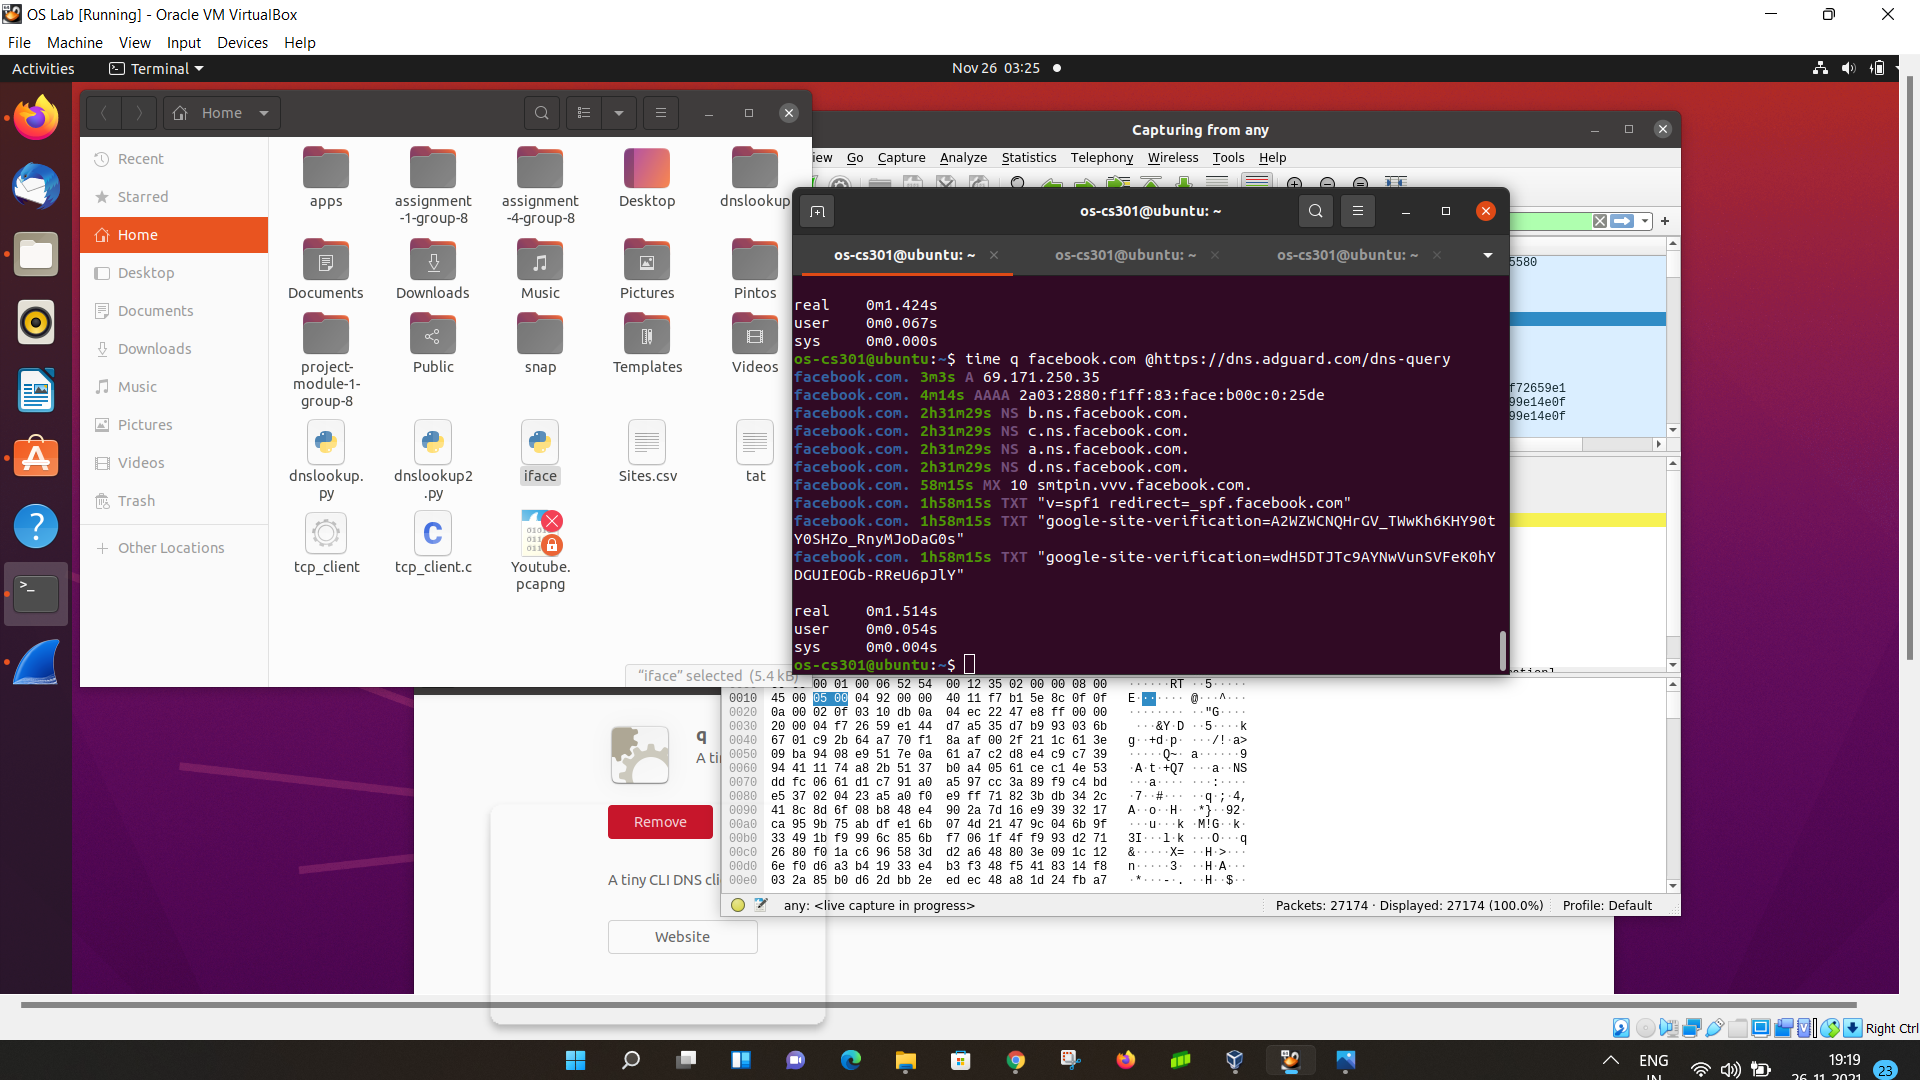 OS Lab [Running] - Oracle VM VirtualBox
File Machine View Input Devices Help
Activities Terminal Nov 26 03:25
Home
Recent
Starred
Home
Desktop
Documents
Downloads
Music
Pictures
Videos
Trash
Other Locations
apps
assignment
-1-group-8
assignment
-4-group-8
Desktop
dnslookup
Documents
Downloads
Music
Pictures
Pintos
project-
module-1-
group-8
Public
snap
Templates
Videos
dnslookup.
py
dnslookup2
.py
iface
Sites.csv
tat
tcp_client
tcp_client.c
Youtube.
pcapng
"iface" selected (5.4 kB)
Capturing from any
iew Go Capture Analyze Statistics Telephony Wireless Tools Help
5580
f72659e1
99e14e0f
99e14e0f
os-cs301@ubuntu: ~
os-cs301@ubuntu: ~
os-cs301@ubuntu: ~
os-cs301@ubuntu: ~
real 0m1.424s
user 0m0.067s
sys 0m0.000s
os-cs301@ubuntu:~$ time q facebook.com @https://dns.adguard.com/dns-query
facebook.com. 3m3s A 69.171.250.35
facebook.com. 4m14s AAAA 2a03:2880:f1ff:83:face:b00c:0:25de
facebook.com. 2h31m29s NS b.ns.facebook.com.
facebook.com. 2h31m29s NS c.ns.facebook.com.
facebook.com. 2h31m29s NS a.ns.facebook.com.
facebook.com. 2h31m29s NS d.ns.facebook.com.
facebook.com. 58m15s MX 10 smtpin.vvv.facebook.com.
facebook.com. 1h58m15s TXT "v=spf1 redirect=_spf.facebook.com"
facebook.com. 1h58m15s TXT "google-site-verification=A2WZWCNQHrGV_TWwKh6KHY90t
Y0SHZo_RnyMJoDaG0s"
facebook.com. 1h58m15s TXT "google-site-verification=wdH5DTJTc9AYNwVunSVFeK0hY
DGUIEOGb-RReU6pJlY"
real 0m1.514s
user 0m0.054s
sys 0m0.004s
os-cs301@ubuntu:~$
00 01 00 06 52 54 00 12 35 02 00 00 08 00 ······RT ··5·····
0010 45 00 05 00 04 92 00 00 40 11 f7 b1 5e 8c 0f 0f
0020 0a 00 02 0f 03 10 db 0a 04 ec 22 47 e8 ff 00 00
0030 20 00 04 f7 26 59 e1 44 d7 a5 35 d7 b9 93 03 6b
0040 67 01 c9 2b 64 a7 70 f1 8a af 00 2f 21 1c 61 3e
0050 09 ba 94 08 e9 51 7e 0a 61 a7 c2 d8 e4 c9 c7 39
0060 94 41 11 74 a8 2b 51 37 b0 a4 05 61 ce c1 4e 53
0070 dd fc 06 61 d1 c7 91 a0 a5 97 cc 3a 89 f9 c4 bd
0080 e5 37 02 04 23 a5 a0 f0 e9 ff 71 82 3b db 34 2c
0090 41 8c 8d 6f 08 b8 48 e4 90 2a 7d 16 e9 39 32 17
00a0 ca 95 9b 75 ab df e1 6b 07 4d 21 47 9c 04 6b 9f
00b0 33 49 1b f9 99 6c 85 6b f7 06 1f 4f f9 93 d2 71
00c0 26 80 f0 1a c6 96 58 3d d2 a6 48 80 3e 09 1c 12
00d0 6e f0 d6 a3 b4 19 33 e4 b3 f3 48 f5 41 83 14 f8
00e0 03 2a 85 b0 d6 2d bb 2e ed ec 48 a8 1d 24 fb a7
any: <live capture in progress> Packets: 27174 · Displayed: 27174 (100.0%) Profile: Default
q
A ti
Remove
A tiny CLI DNS cli
Website
Right Ctrl
ENG
IN
19:19
26-11-2021
23